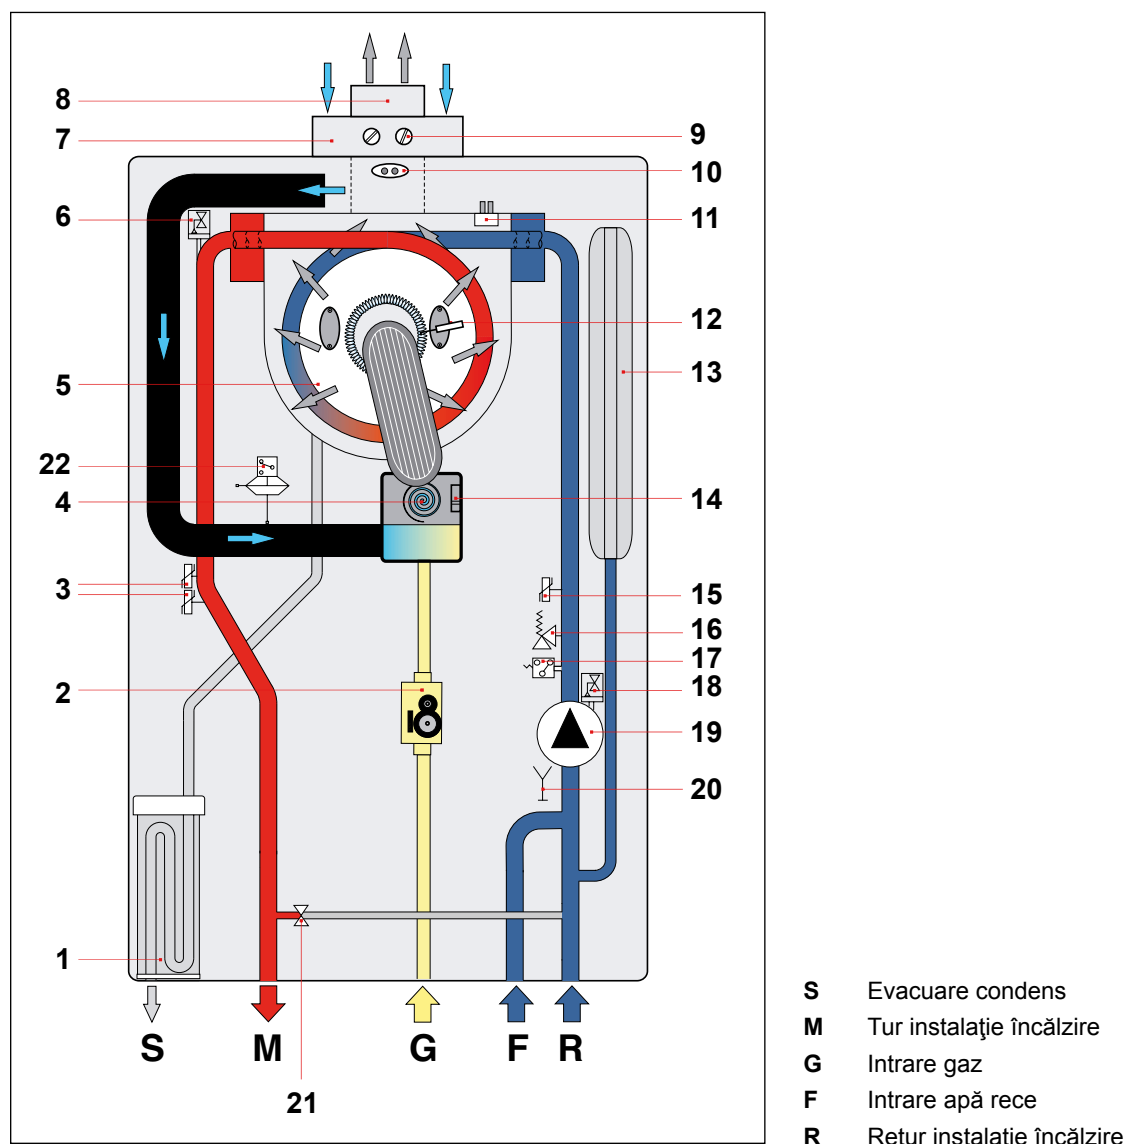 8
7
9
10
6
11
12
13
5
22
4
14
3
15
16
17
2
18
19
20
1
S
M
G
F
R
21
S Evacuare condens
M Tur instalaţie încălzire
G Intrare gaz
F Intrare apă rece
R Retur instalaţie încălzire